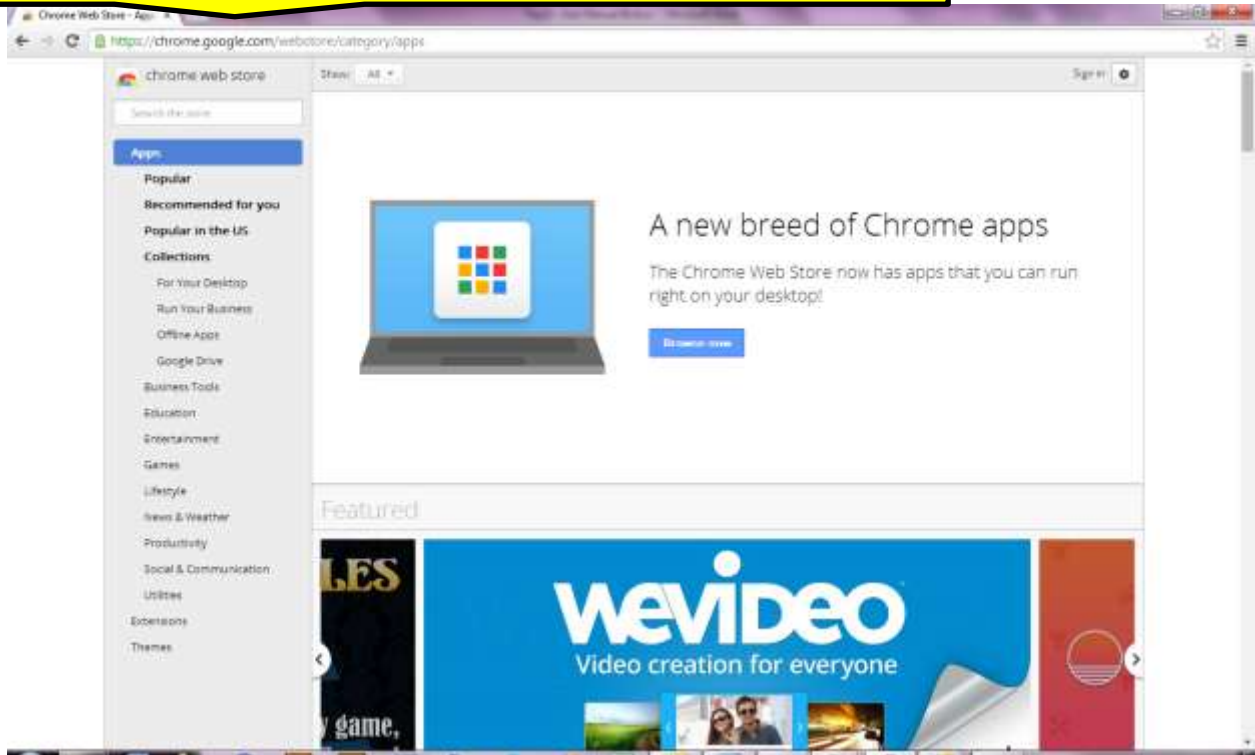 Chrome Web Store - Apps
https://chrome.google.com/webstore/category/apps
chrome web store
Show: All
Sign in
Search the store
Apps
Popular
Recommended for you
Popular in the US
Collections
For Your Desktop
Run Your Business
Offline Apps
Google Drive
Business Tools
Education
Entertainment
Games
Lifestyle
News & Weather
Productivity
Social & Communication
Utilities
Extensions
Themes
A new breed of Chrome apps
The Chrome Web Store now has apps that you can run
right on your desktop!
Browse now
Featured
LES
y game,
wevideo
Video creation for everyone